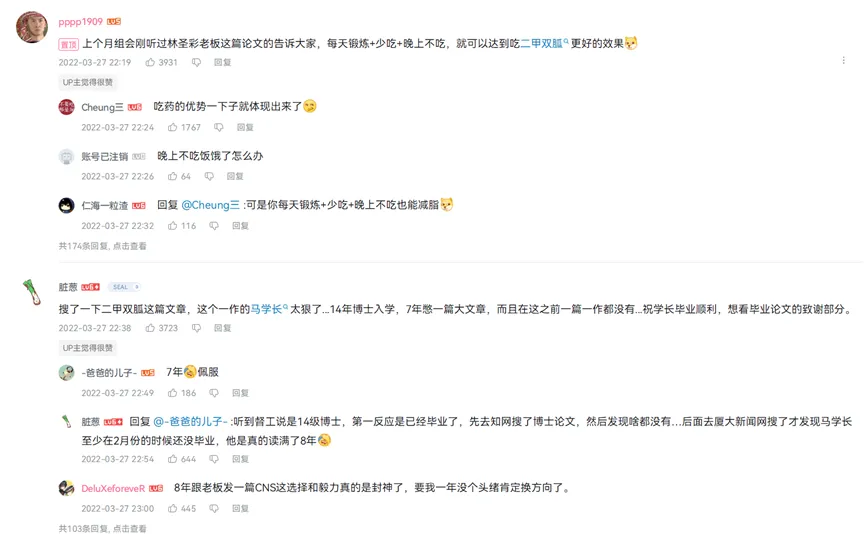 pppp1909 LV5
置顶 上个月组会刚听过林圣彩老板这篇论文的告诉大家，每天锻炼+少吃+晚上不吃，就可以达到吃二甲双胍更好的效果
2022-03-27 22:19 3931 回复
UP主觉得很赞
Cheung三 LV6 吃药的优势一下子就体现出来了
2022-03-27 22:24 1767 回复
账号已注销 晚上不吃饭饿了怎么办
2022-03-27 22:26 64 回复
仁海一粒渣 LV6 回复 @Cheung三 :可是你每天锻炼+少吃+晚上不吃也能减脂
2022-03-27 22:32 116 回复
共174条回复, 点击查看
脏葱 LV6 SEAL
搜了一下二甲双胍这篇文章，这个一作的马学长太狠了...14年博士入学，7年憋一篇大文章，而且在这之前一篇一作都没有...祝学长毕业顺利，想看毕业论文的致谢部分。
2022-03-27 22:38 3723 回复
UP主觉得很赞
-爸爸的儿子- LV5 7年佩服
2022-03-27 22:49 186 回复
脏葱 LV6 回复 @-爸爸的儿子- :听到督工说是14级博士，第一反应是已经毕业了，先去知网搜了博士论文，然后发现啥都没有...后面去厦大新闻网搜了才发现马学长
至少在2月份的时候还没毕业，他是真的读满了8年
2022-03-27 22:54 644 回复
DeluXeforeveR LV6 8年跟老板发一篇CNS这选择和毅力真的是封神了，要我一年没个头绪肯定换方向了。
2022-03-27 23:00 445 回复
共103条回复, 点击查看